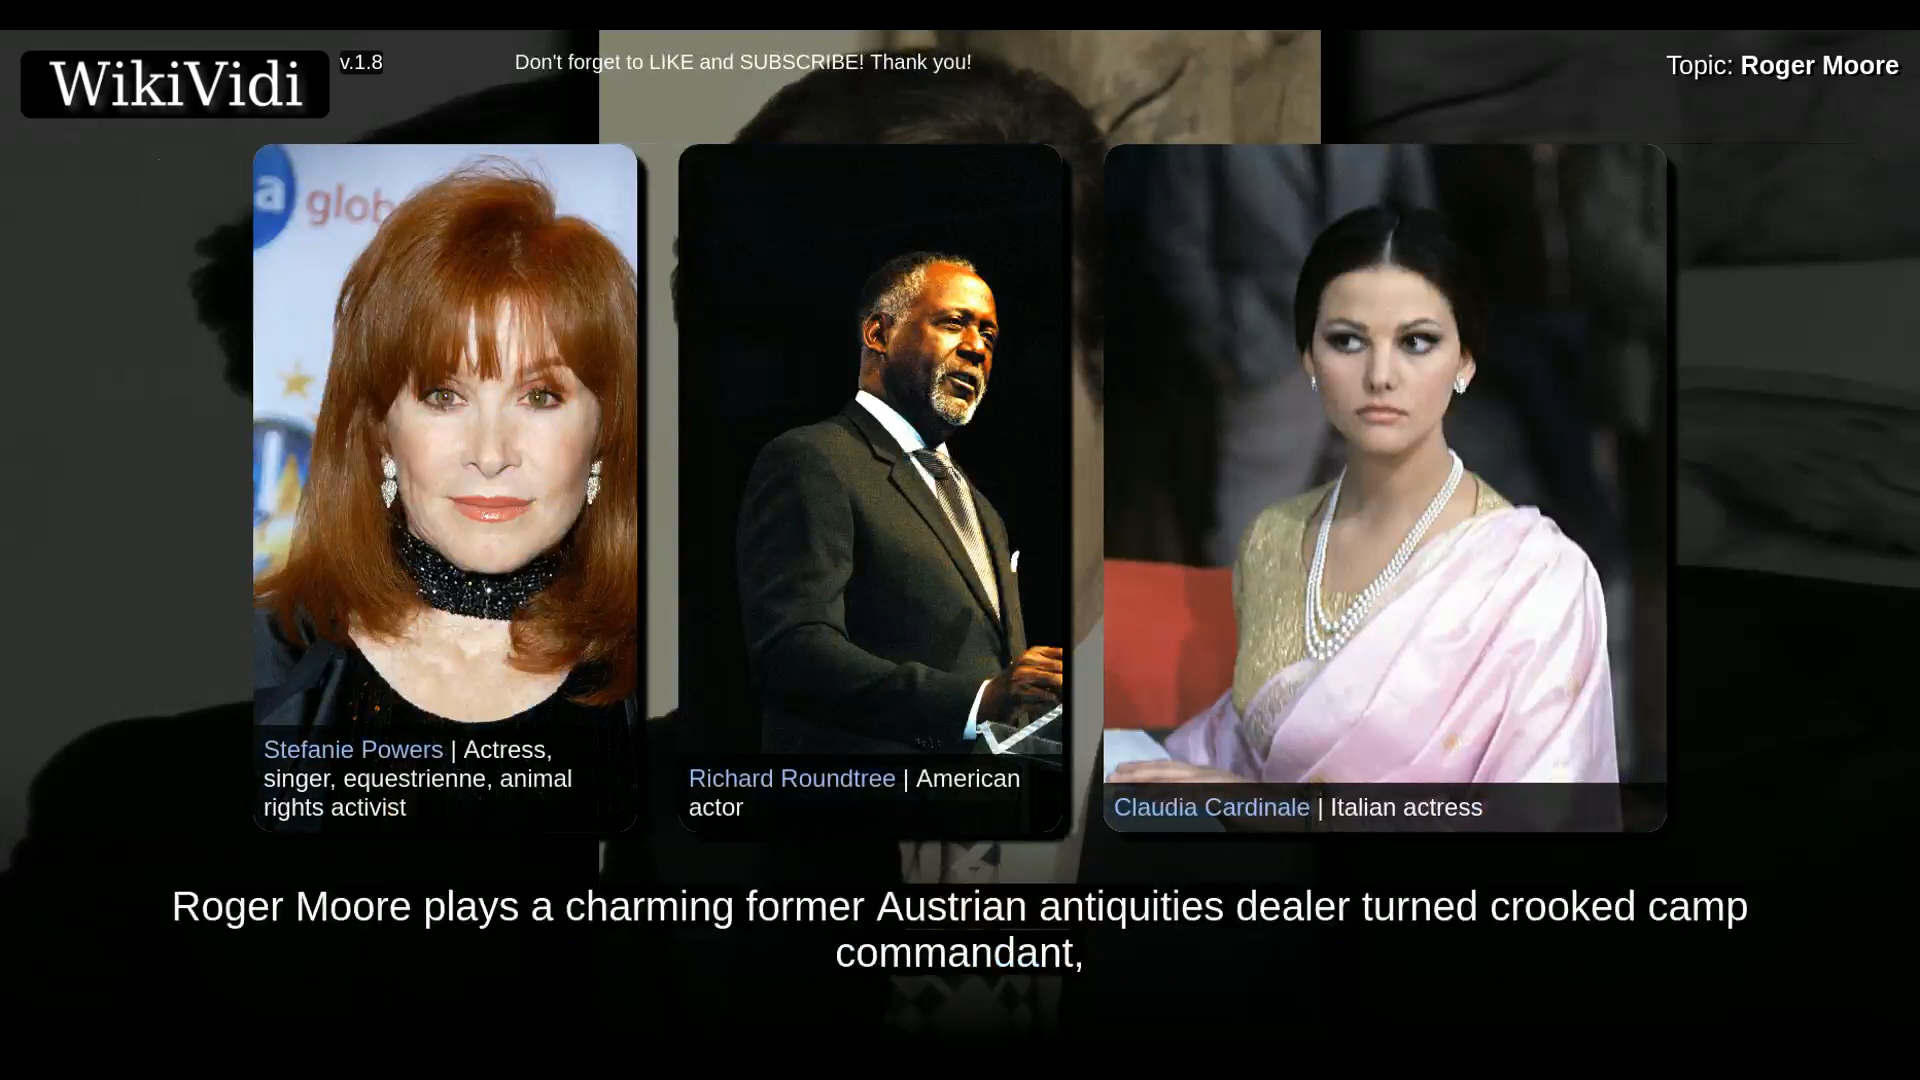 WikiVidi
v.1.8
Don't forget to LIKE and SUBSCRIBE! Thank you!
Topic: Roger Moore
a
glob
Stefanie Powers | Actress,
singer, equestrienne, animal
rights activist
Richard Roundtree | American
actor
Claudia Cardinale | Italian actress
Roger Moore plays a charming former Austrian antiquities dealer turned crooked camp
commandant,